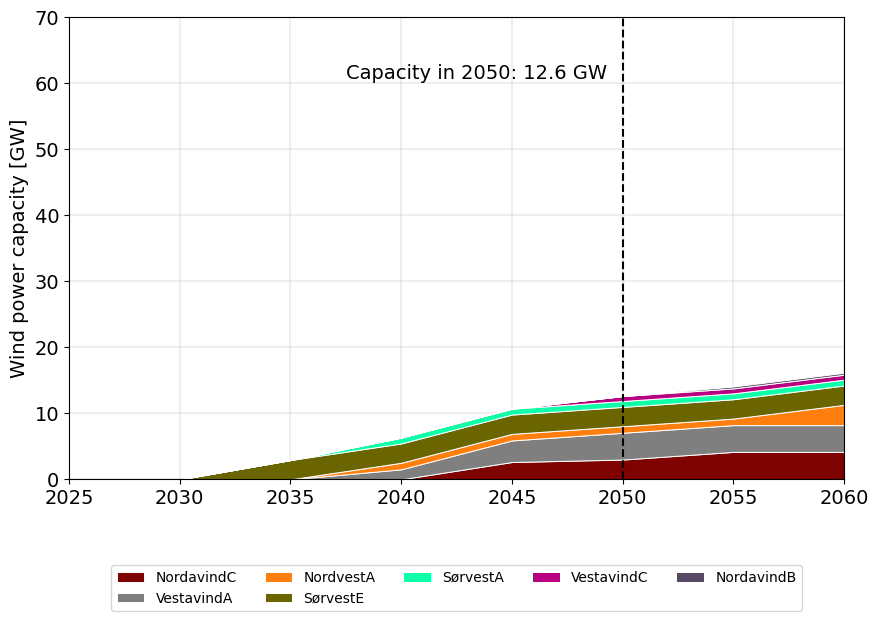 70
Capacity in 2050: 12.6 GW
60
50
40
30
20
10
0
Wind power capacity [GW]
2025 2030 2035 2040 2045 2050 2055 2060
NordavindC NordvestA SørvestA VestavindC NordavindB
VestavindA SørvestE